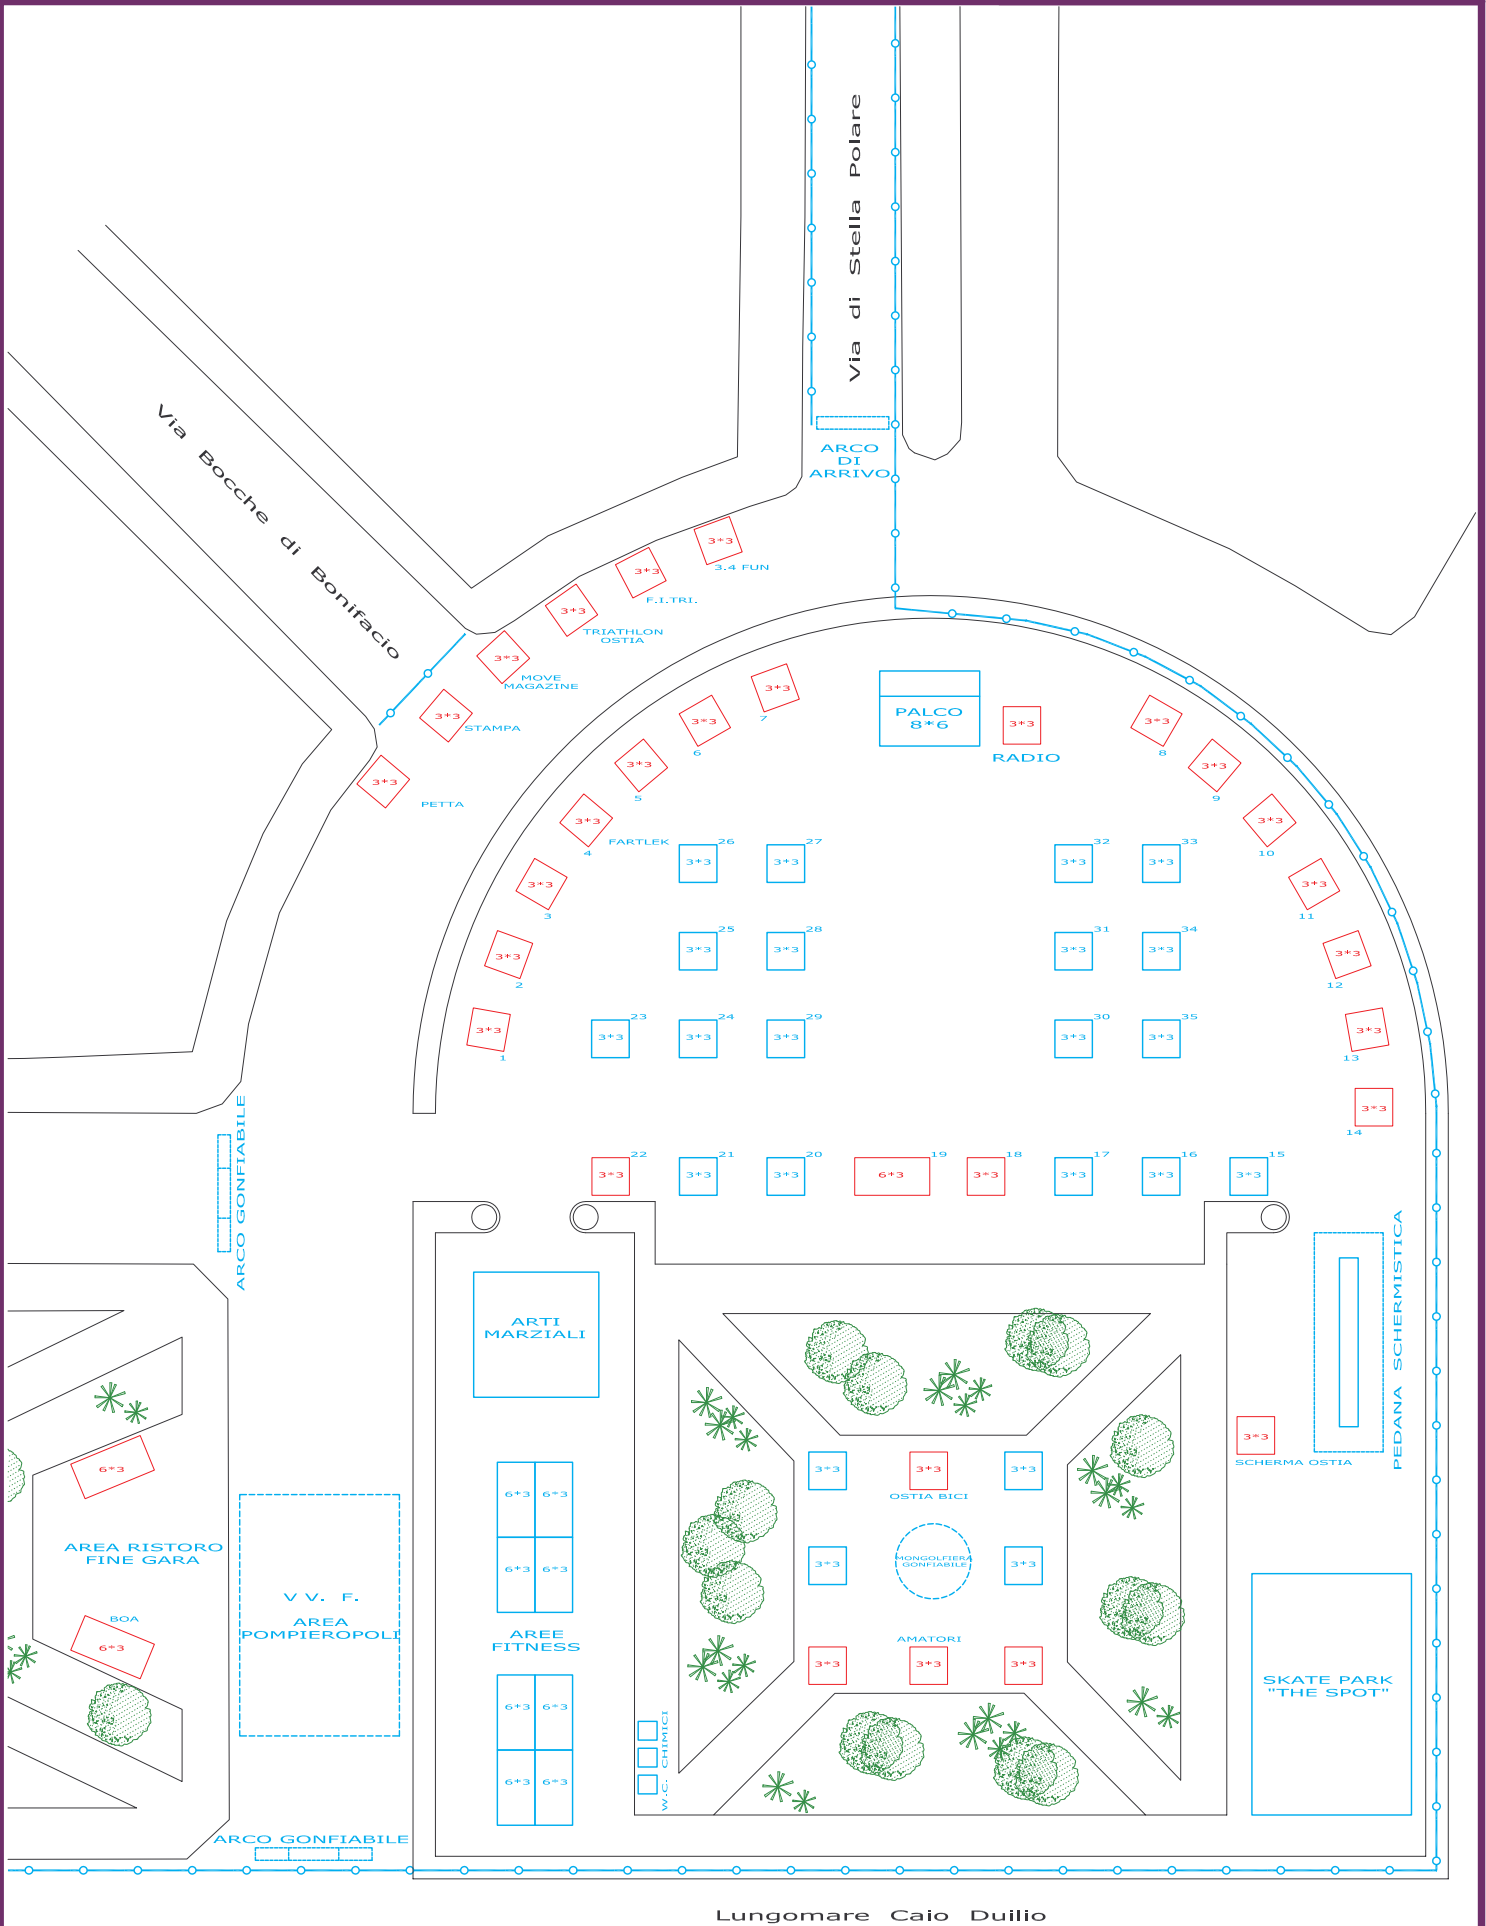 Via di Stella Polare
Via Bocche di Bonifacio
ARCO
DI
ARRIVO
3*3
3.4 FUN
3*3
F.I.TRI.
3*3
TRIATHLON
OSTIA
3*3
MOVE
MAGAZINE
3*3
STAMPA
3*3
PETTA
3*3
7
3*3
6
3*3
5
3*3
4
FARTLEK
3*3
3
3*3
2
3*3
1
PALCO
8*6
3*3
RADIO
3*3
8
3*3
9
3*3
10
3*3
11
3*3
12
3*3
13
3*3
14
26
3*3
27
3*3
32
3*3
33
3*3
25
3*3
28
3*3
31
3*3
34
3*3
23
3*3
24
3*3
29
3*3
30
3*3
35
3*3
22
3*3
21
3*3
20
3*3
19
6*3
18
3*3
17
3*3
16
3*3
15
3*3
ARCO GONFIABILE
ARTI
MARZIALI
PEDANA SCHERMISTICA
3*3
SCHERMA OSTIA
6*3
AREA RISTORO
FINE GARA
BOA
6*3
V V. F.
AREA
POMPIEROPOLI
6*3
6*3
6*3
6*3
AREE
FITNESS
6*3
6*3
6*3
6*3
3*3
3*3
3*3
OSTIA BICI
3*3
MONGOLFIERA
GONFIABILE
3*3
AMATORI
3*3
3*3
3*3
W.C. CHIMICI
SKATE PARK
"THE SPOT"
ARCO GONFIABILE
Lungomare Caio Duilio